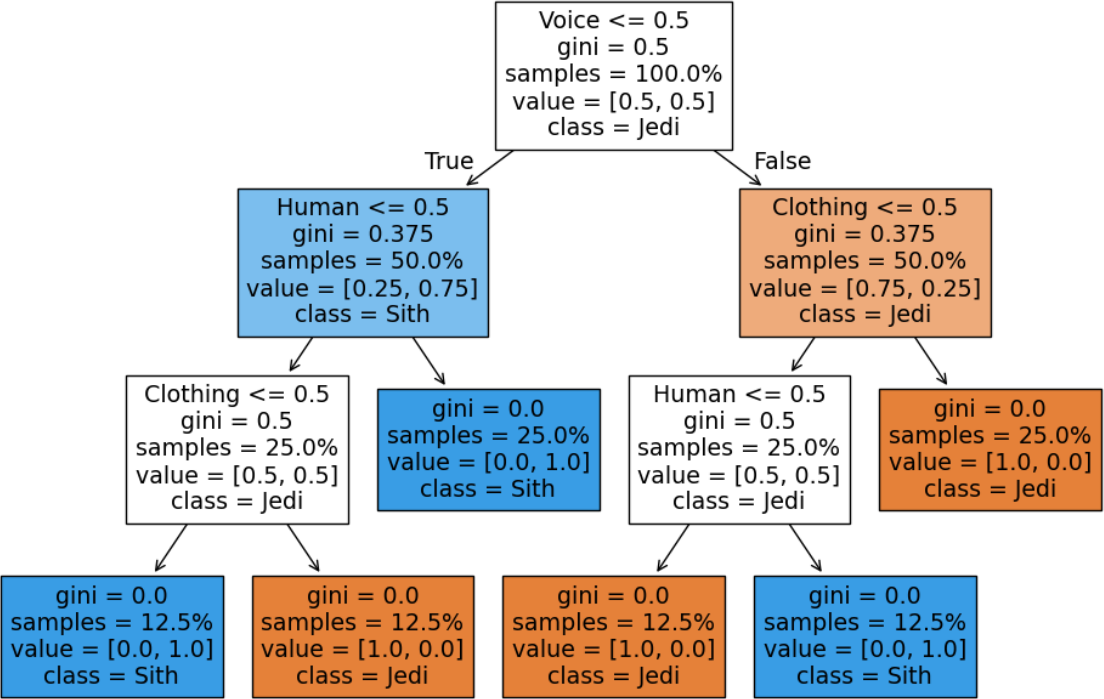 Voice <= 0.5
gini = 0.5
samples = 100.0%
value = [0.5, 0.5]
class = Jedi
True
False
Human <= 0.5
gini = 0.375
samples = 50.0%
value = [0.25, 0.75]
class = Sith
Clothing <= 0.5
gini = 0.375
samples = 50.0%
value = [0.75, 0.25]
class = Jedi
Clothing <= 0.5
gini = 0.5
samples = 25.0%
value = [0.5, 0.5]
class = Jedi
gini = 0.0
samples = 25.0%
value = [0.0, 1.0]
class = Sith
Human <= 0.5
gini = 0.5
samples = 25.0%
value = [0.5, 0.5]
class = Jedi
gini = 0.0
samples = 25.0%
value = [1.0, 0.0]
class = Jedi
gini = 0.0
samples = 12.5%
value = [0.0, 1.0]
class = Sith
gini = 0.0
samples = 12.5%
value = [1.0, 0.0]
class = Jedi
gini = 0.0
samples = 12.5%
value = [1.0, 0.0]
class = Jedi
gini = 0.0
samples = 12.5%
value = [0.0, 1.0]
class = Sith